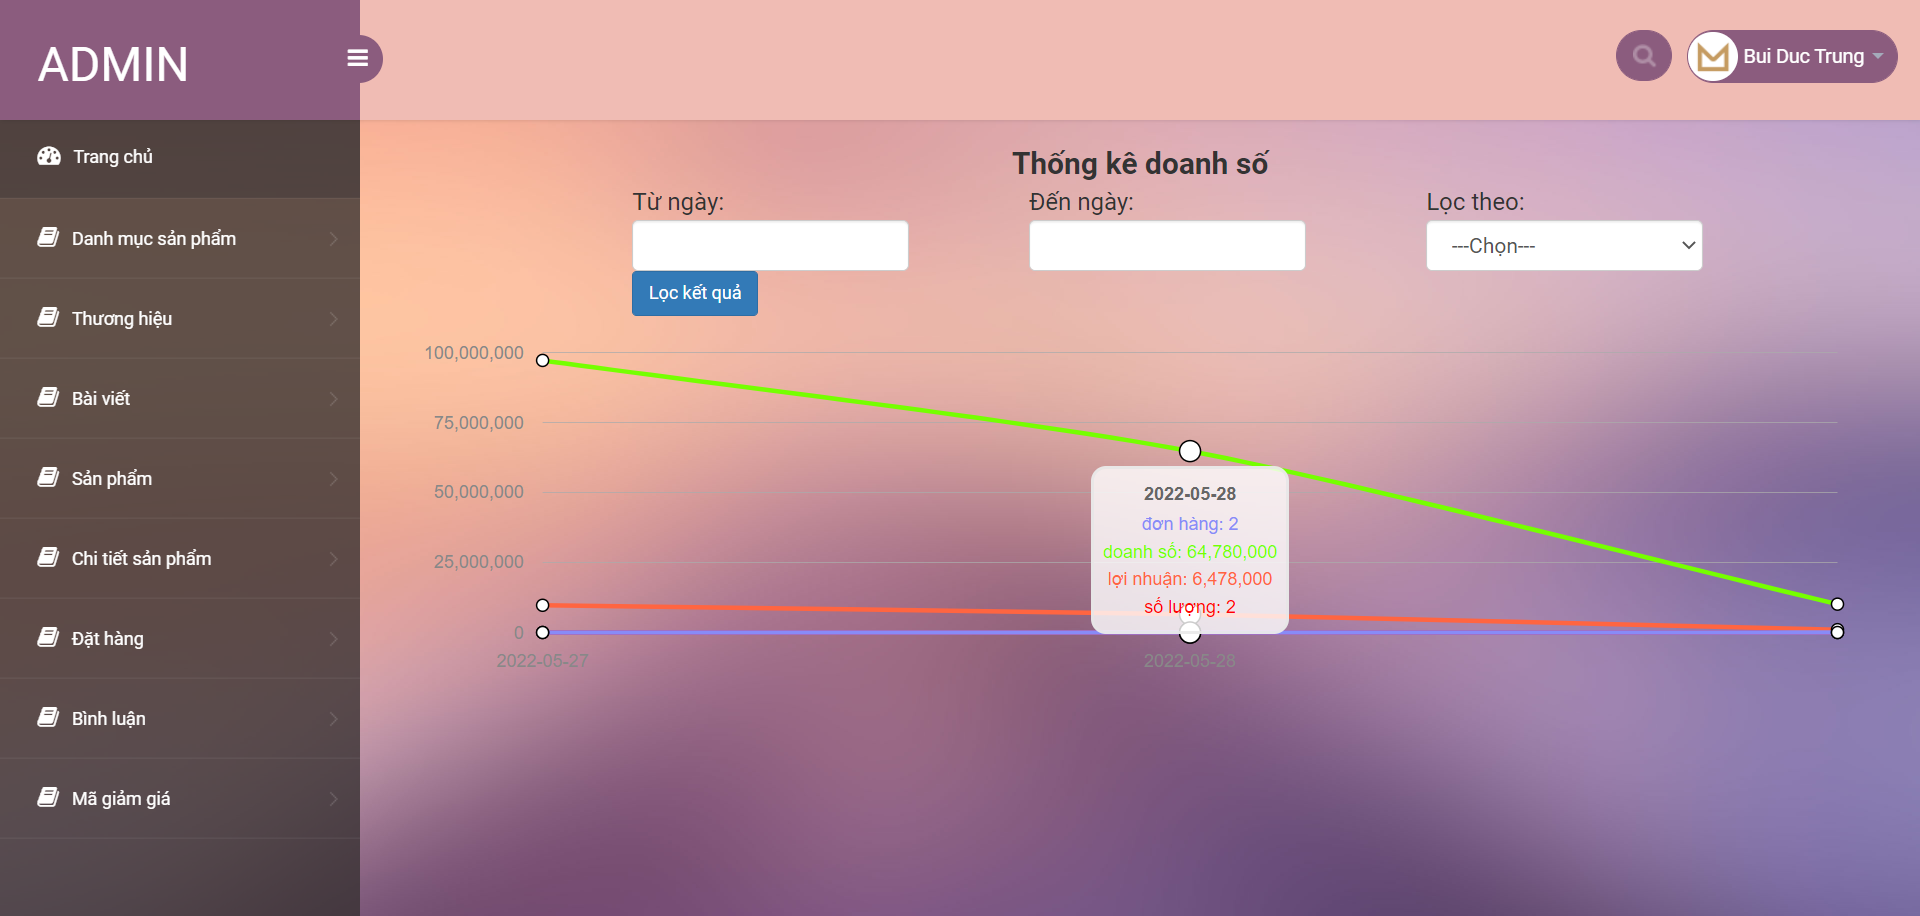 ADMIN
Bui Duc Trung
Trang chủ
Danh mục sản phẩm
Thương hiệu
Bài viết
Sản phẩm
Chi tiết sản phẩm
Đặt hàng
Bình luận
Mã giảm giá
Thống kê doanh số
Từ ngày:
Đến ngày:
Lọc theo:
---Chọn---
Lọc kết quả
100,000,000
75,000,000
50,000,000
25,000,000
0
2022-05-28
đơn hàng: 2
doanh số: 64,780,000
lợi nhuận: 6,478,000
số lượng: 2
2022-05-27
2022-05-28